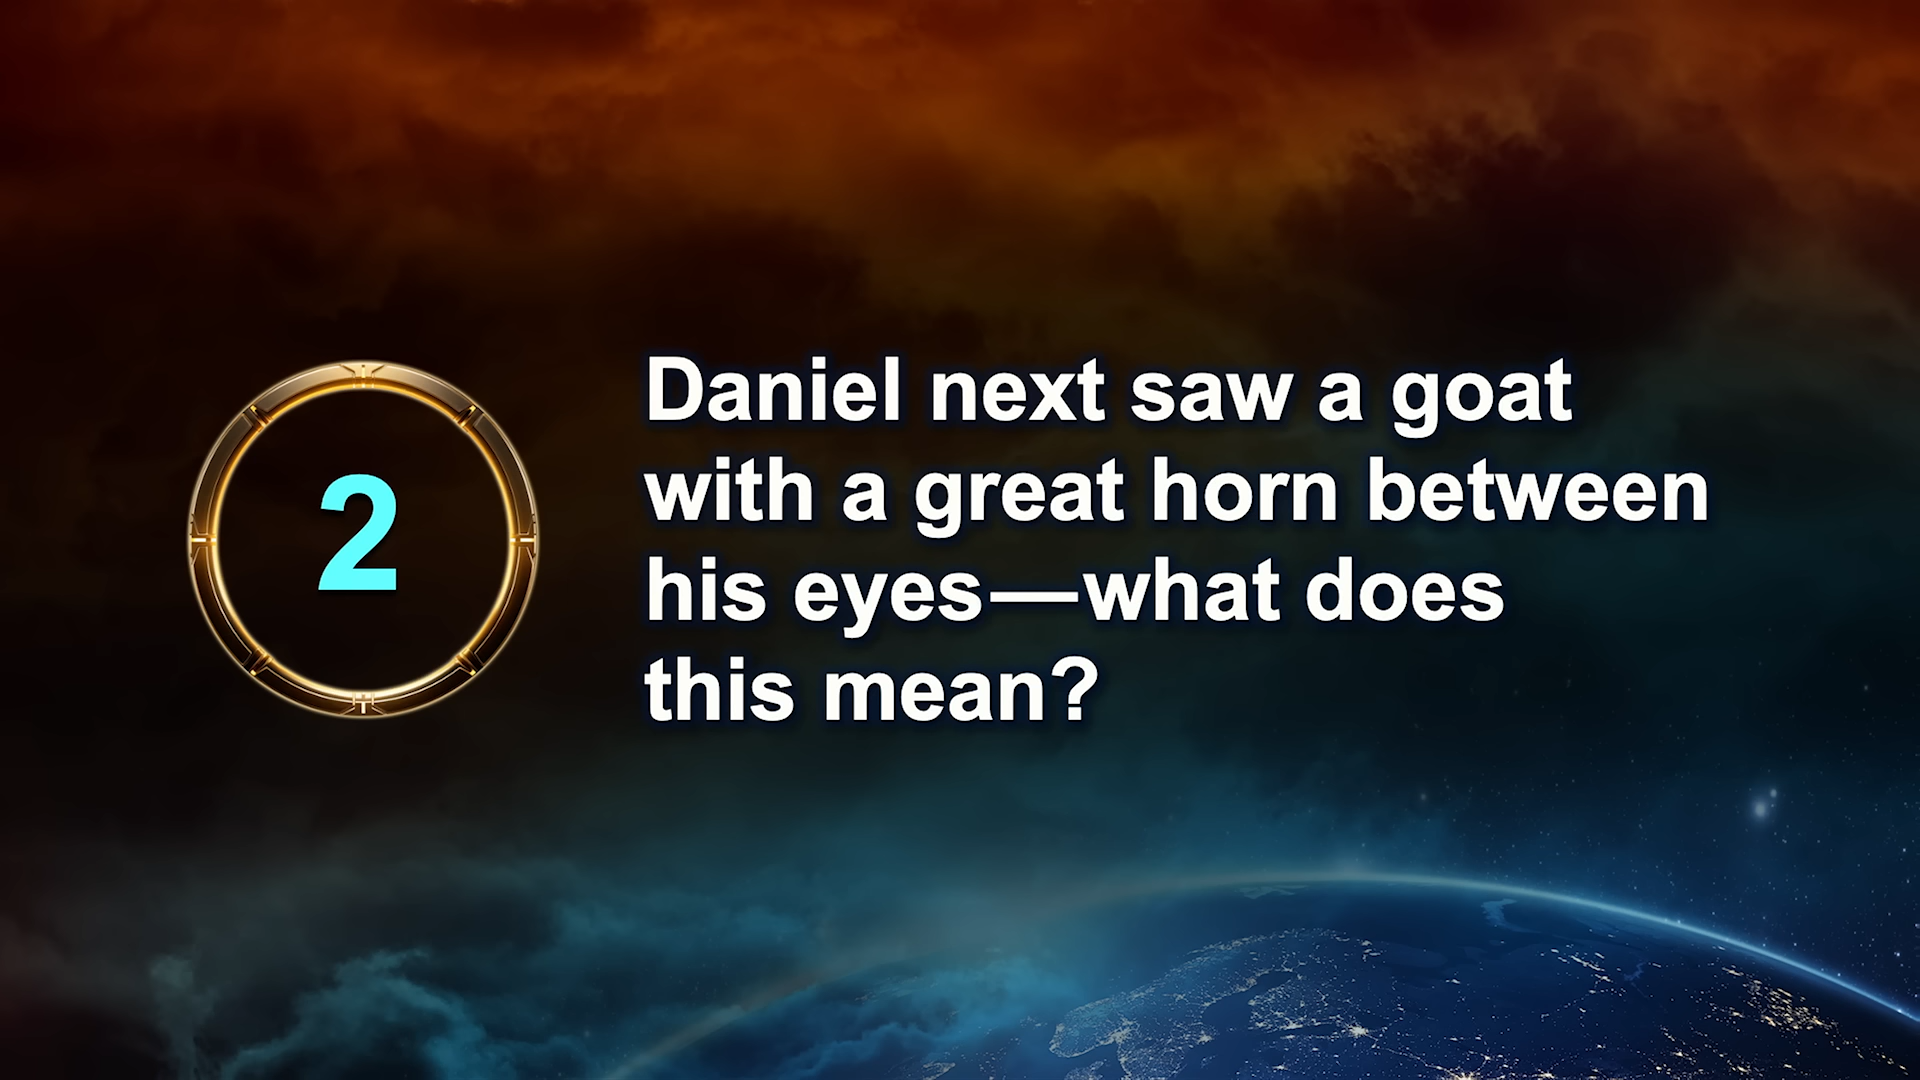 2
Daniel next saw a goat
with a great horn between
his eyes—what does
this mean?